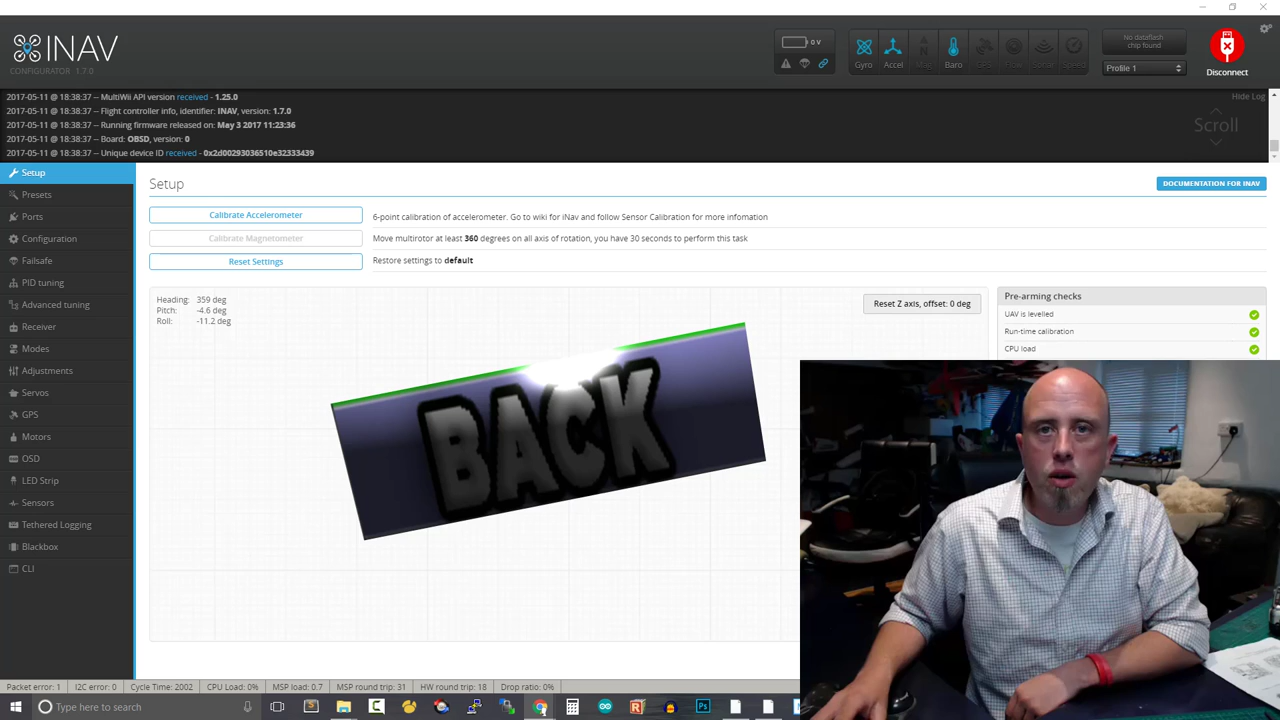 INAV
CONFIGURATOR 1.7.0
0 V
Gyro
Accel
Mag
Baro
GPS
Flow
Sonar
Speed
No dataflash
chip found
Profile 1
Disconnect
2017-05-11 @ 18:38:37 -- MultiWii API version received - 1.25.0
Hide Log
2017-05-11 @ 18:38:37 -- Flight controller info, identifier: INAV, version: 1.7.0
2017-05-11 @ 18:38:37 -- Running firmware released on: May 3 2017 11:23:36
Scroll
2017-05-11 @ 18:38:37 -- Board: OBSD, version: 0
2017-05-11 @ 18:38:37 -- Unique device ID received - 0x2d00293036510e32333439
Setup
Presets
Ports
Configuration
Failsafe
PID tuning
Advanced tuning
Receiver
Modes
Adjustments
Servos
GPS
Motors
OSD
LED Strip
Sensors
Tethered Logging
Blackbox
CLI
Setup
DOCUMENTATION FOR INAV
Calibrate Accelerometer
6-point calibration of accelerometer. Go to wiki for iNav and follow Sensor Calibration for more infomation
Calibrate Magnetometer
Move multirotor at least 360 degrees on all axis of rotation, you have 30 seconds to perform this task
Reset Settings
Restore settings to default
Heading: 359 deg
Pitch: -4.6 deg
Roll: -11.2 deg
Reset Z axis, offset: 0 deg
BACK
Pre-arming checks
UAV is levelled
Run-time calibration
CPU load
Packet error: 1
I2C error: 0
Cycle Time: 2002
CPU Load: 0%
MSP load: 0.7
MSP round trip: 31
HW round trip: 18
Drop ratio: 0%
Type here to search
Ps